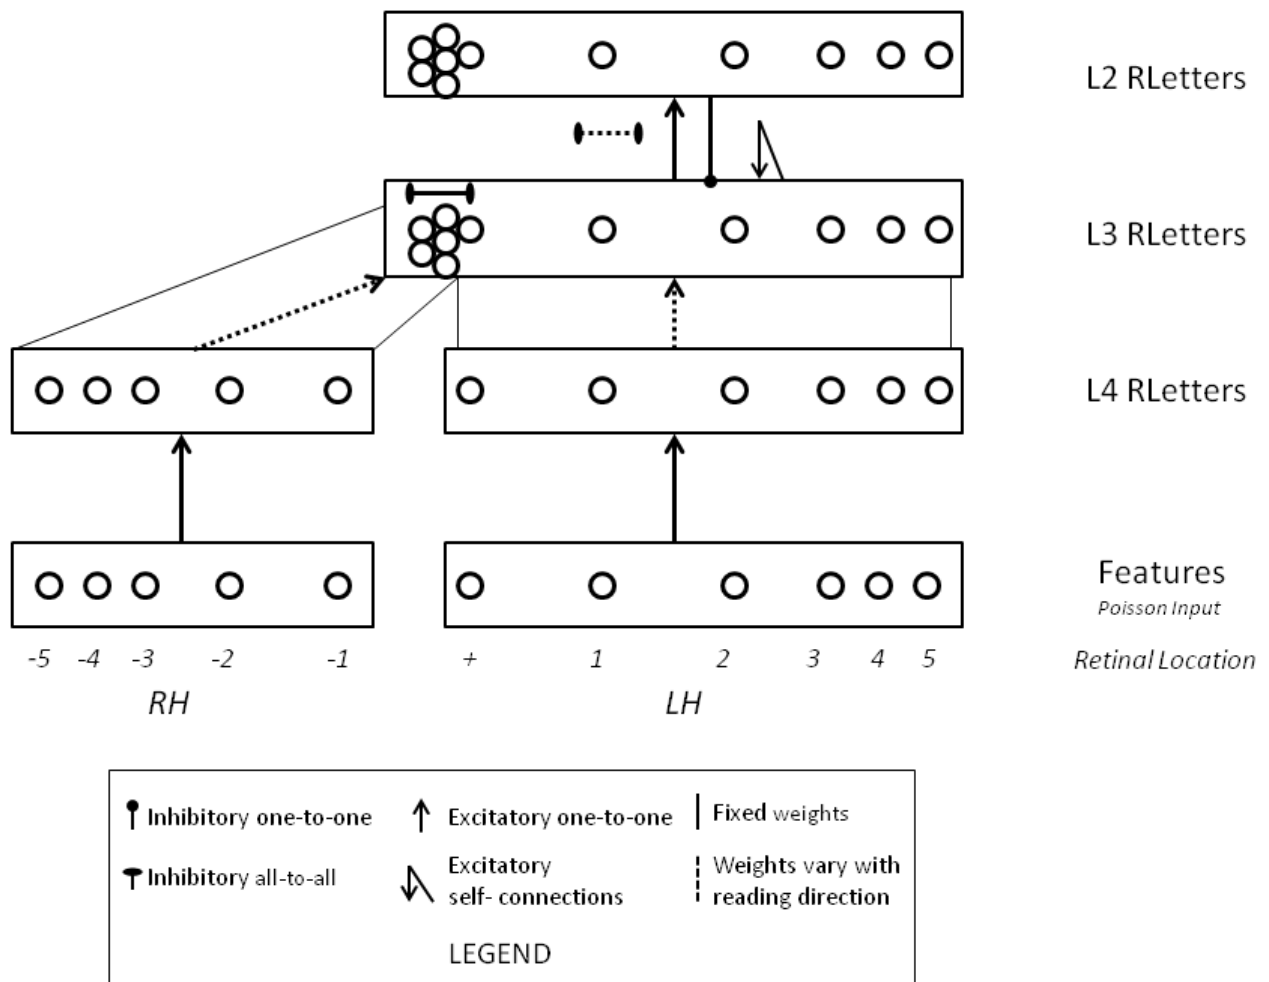 L2 RLetters
L3 RLetters
L4 RLetters
Features
Poisson Input
-5 -4 -3 -2 -1 + 1 2 3 4 5 Retinal Location
RH LH
Inhibitory one-to-one
Excitatory one-to-one
Fixed weights
Inhibitory all-to-all
Excitatory
self- connections
Weights vary with
reading direction
LEGEND